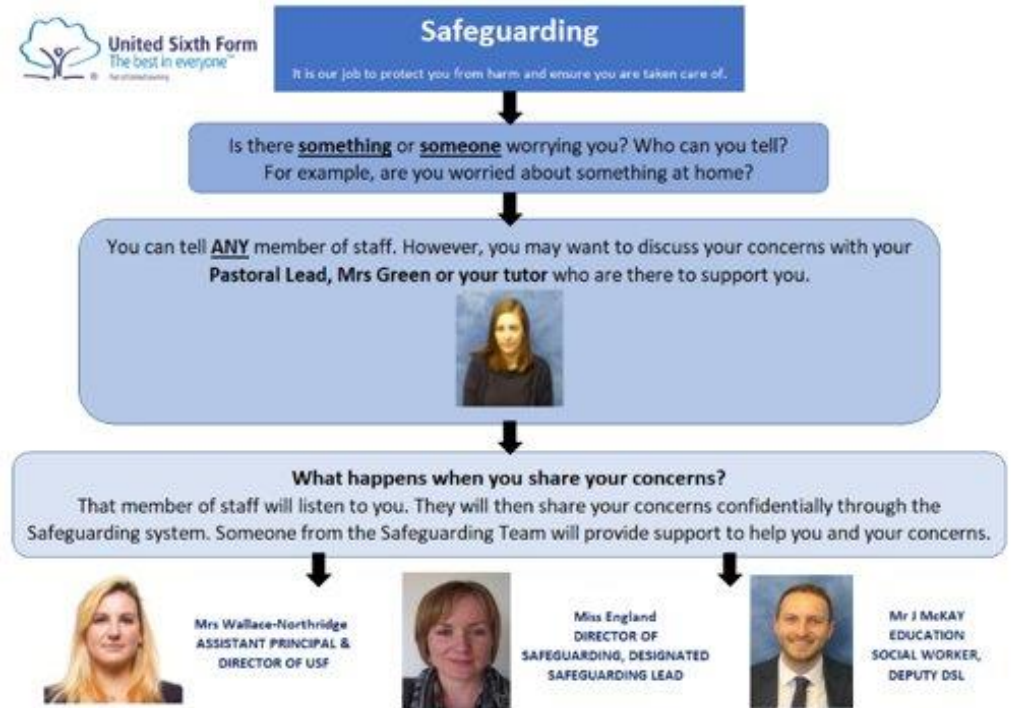 United Sixth Form
The best in everyone™
Part of United Learning
Safeguarding
It is our job to protect you from harm and ensure you are taken care of.
Is there something or someone worrying you? Who can you tell?
For example, are you worried about something at home?
You can tell ANY member of staff. However, you may want to discuss your concerns with your
Pastoral Lead, Mrs Green or your tutor who are there to support you.
What happens when you share your concerns?
That member of staff will listen to you. They will then share your concerns confidentially through the
Safeguarding system. Someone from the Safeguarding Team will provide support to help you and your concerns.
Mrs Wallace-Northridge
ASSISTANT PRINCIPAL &
DIRECTOR OF USF
Miss England
DIRECTOR OF
SAFEGUARDING, DESIGNATED
SAFEGUARDING LEAD
Mr J McKAY
EDUCATION
SOCIAL WORKER,
DEPUTY DSL